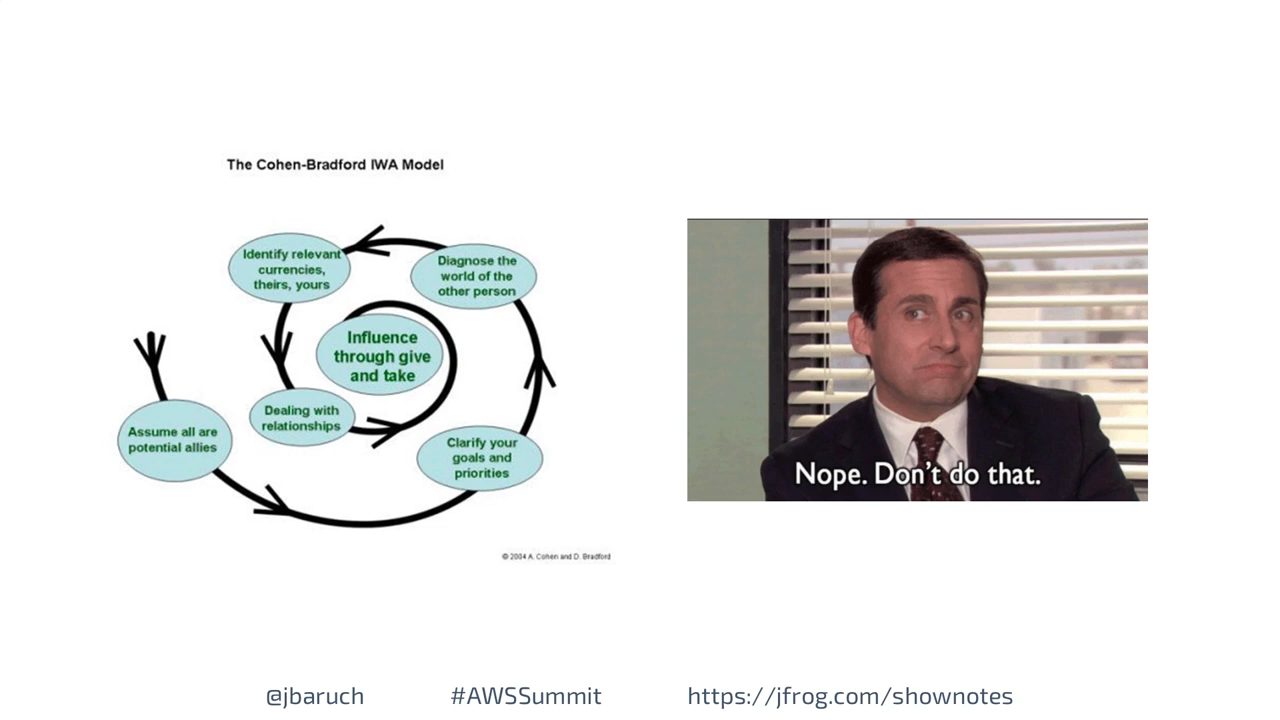 The Cohen-Bradford IWA Model
Identify relevant
currencies,
theirs, yours
Diagnose the
world of the
other person
Influence
through give
and take
Dealing with
relationships
Assume all are
potential allies
Clarify your
goals and
priorities
© 2004 A. Cohen and D. Bradford
Nope. Don't do that.
@jbaruch
#AWSSummit
https://jfrog.com/shownotes